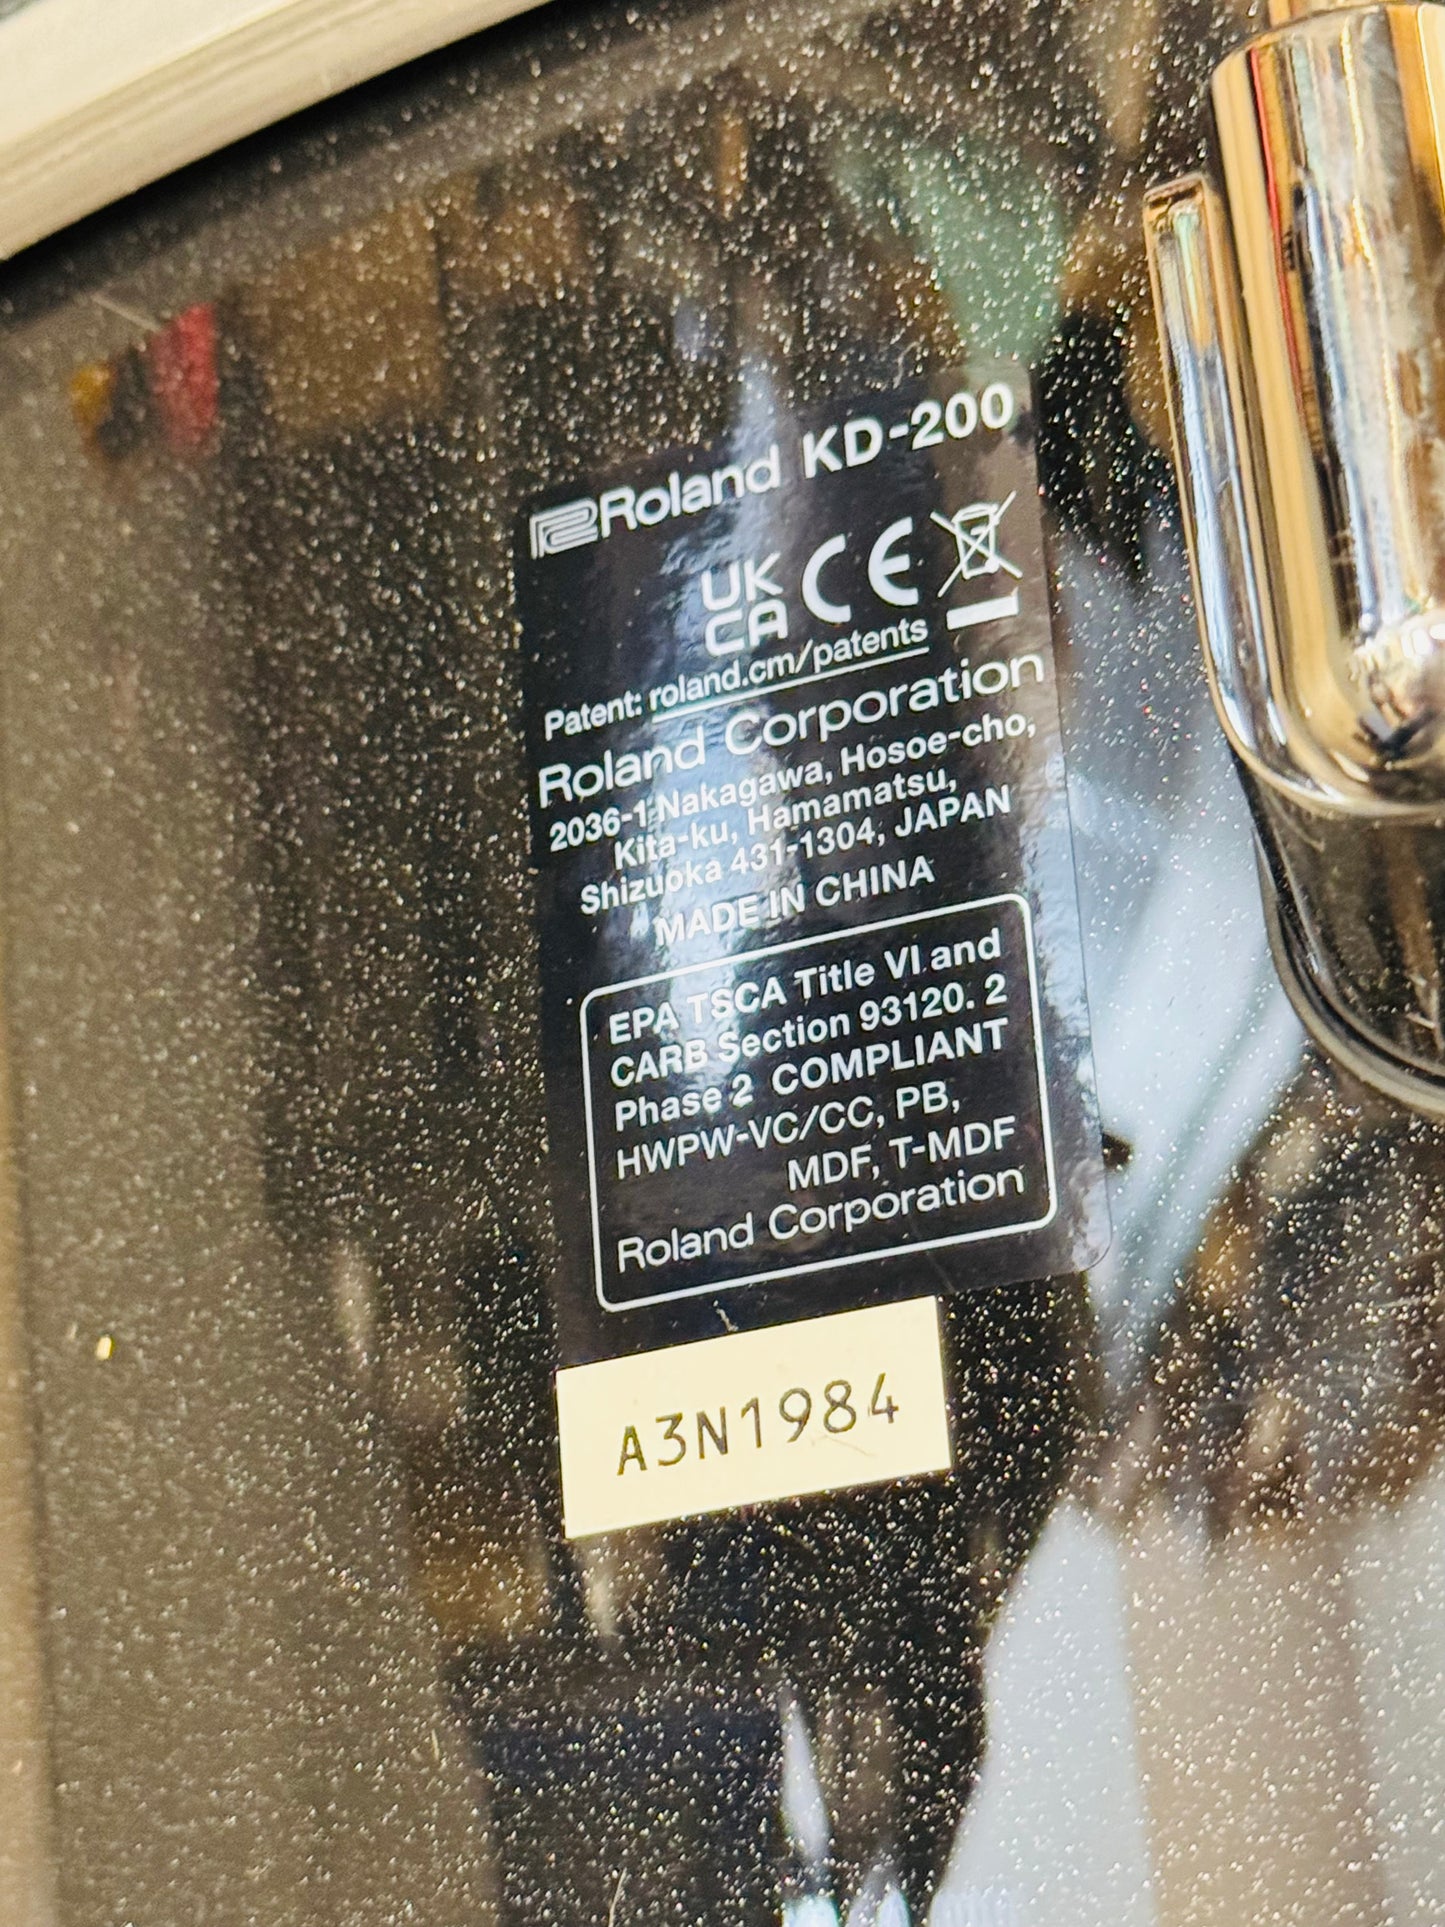 Roland KD-200
UK
CA CE
Patent: roland.cm/patents
Roland Corporation
2036-1 Nakagawa, Hosoe-cho,
Kita-ku, Hamamatsu,
Shizuoka 431-1304, JAPAN
MADE IN CHINA
EPA TSCA Title VI and
CARB Section 93120. 2
Phase 2 COMPLIANT
HWPW-VC/CC, PB,
MDF, T-MDF
Roland Corporation
A3N1984